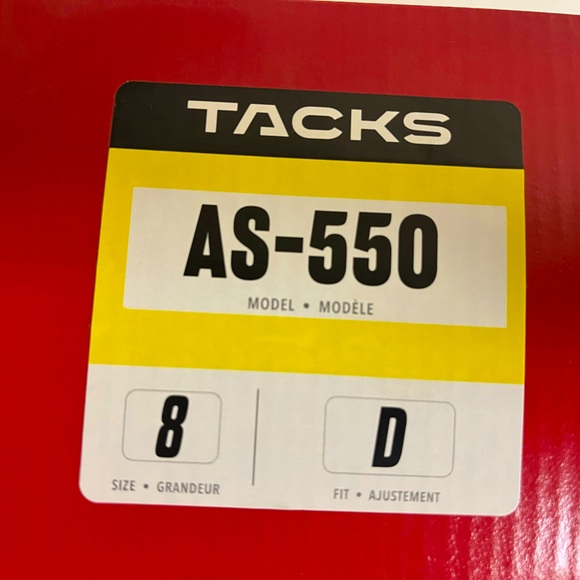 TACKS
AS-550
MODEL • MODÈLE
8 D
SIZE • GRANDEUR FIT • AJUSTEMENT